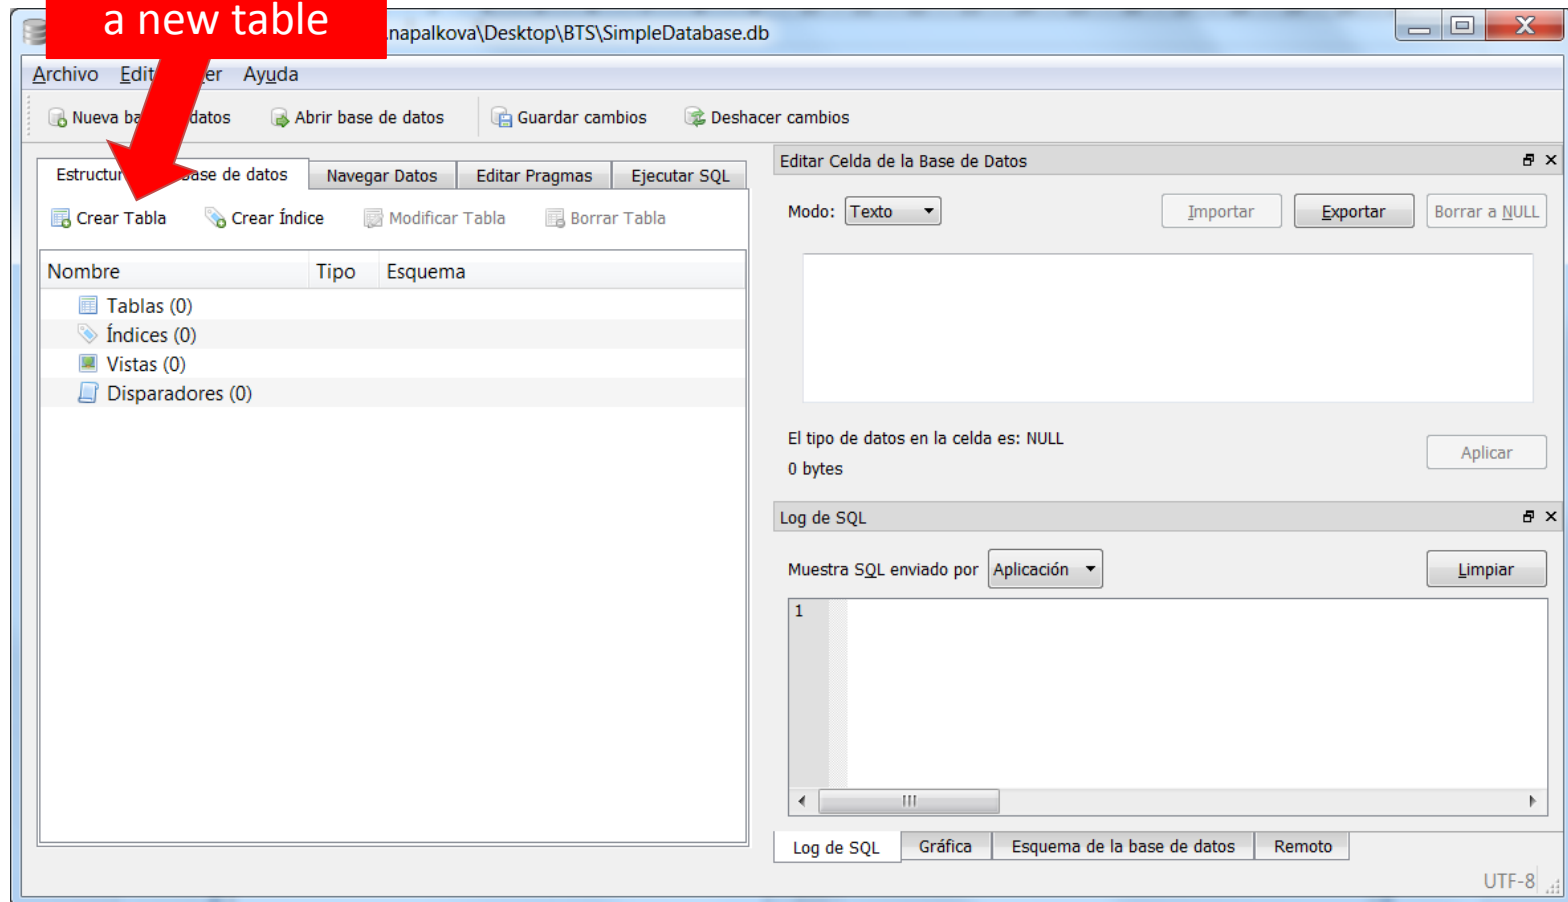 a new table
.napalkova\Desktop\BTS\SimpleDatabase.db
Archivo Edit er Ayuda
Nueva ba datos Abrir base de datos Guardar cambios Deshacer cambios
Estructur ase de datos Navegar Datos Editar Pragmas Ejecutar SQL
Crear Tabla Crear Índice Modificar Tabla Borrar Tabla
Nombre Tipo Esquema
Tablas (0)
Índices (0)
Vistas (0)
Disparadores (0)
Editar Celda de la Base de Datos
Modo: Texto Importar Exportar Borrar a NULL
El tipo de datos en la celda es: NULL
0 bytes
Aplicar
Log de SQL
Muestra SQL enviado por Aplicación Limpiar
1
Log de SQL Gráfica Esquema de la base de datos Remoto
UTF-8